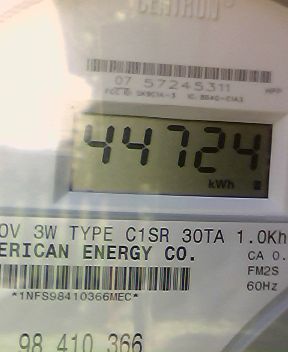 CENTRON
07 57245311
44724
kWh
0V 3W TYPE C1SR 30TA 1.0Kh
ERICAN ENERGY CO.
CA 0.
FM2S
60Hz
*1NFS98410366MEC*
98 410 366